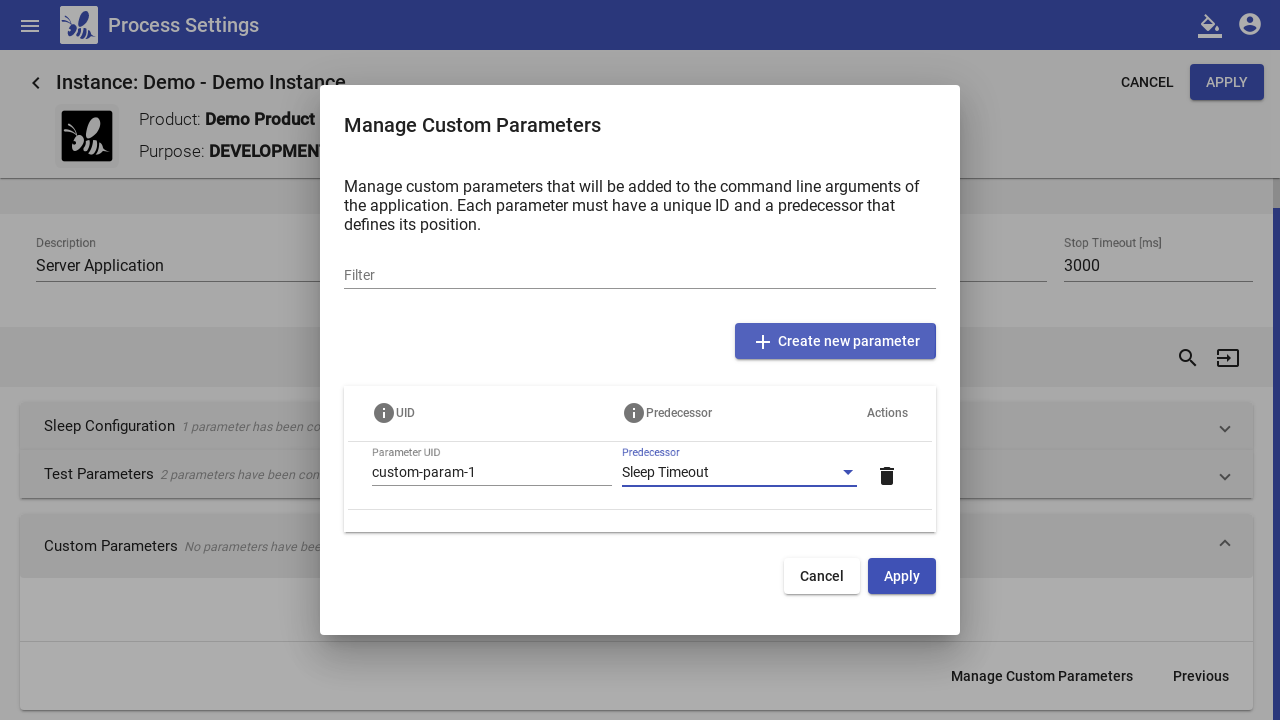 Process Settings
Instance: Demo - Demo Instance
CANCEL
APPLY
Product: Demo Product
Purpose: DEVELOPMENT
Manage Custom Parameters
Manage custom parameters that will be added to the command line arguments of
the application. Each parameter must have a unique ID and a predecessor that
defines its position.
Description
Server Application
Stop Timeout [ms]
3000
Filter
Create new parameter
UID
Predecessor
Actions
Parameter UID
custom-param-1
Predecessor
Sleep Timeout
Cancel
Apply
Sleep Configuration 1 parameter has been co
Test Parameters 2 parameters have been con
Custom Parameters No parameters have bee
Manage Custom Parameters
Previous